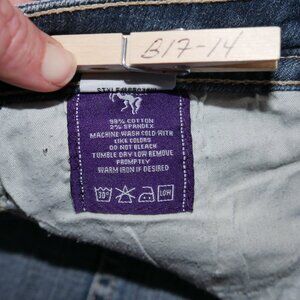 B17-14
98% COTTON
2% SPANDEX
MACHINE WASH COLD WITH
LIKE COLORS
DO NOT BLEACH
TUMBLE DRY LOW REMOVE
PROMPTLY
WARM IRON IF DESIRED
30°
LOW